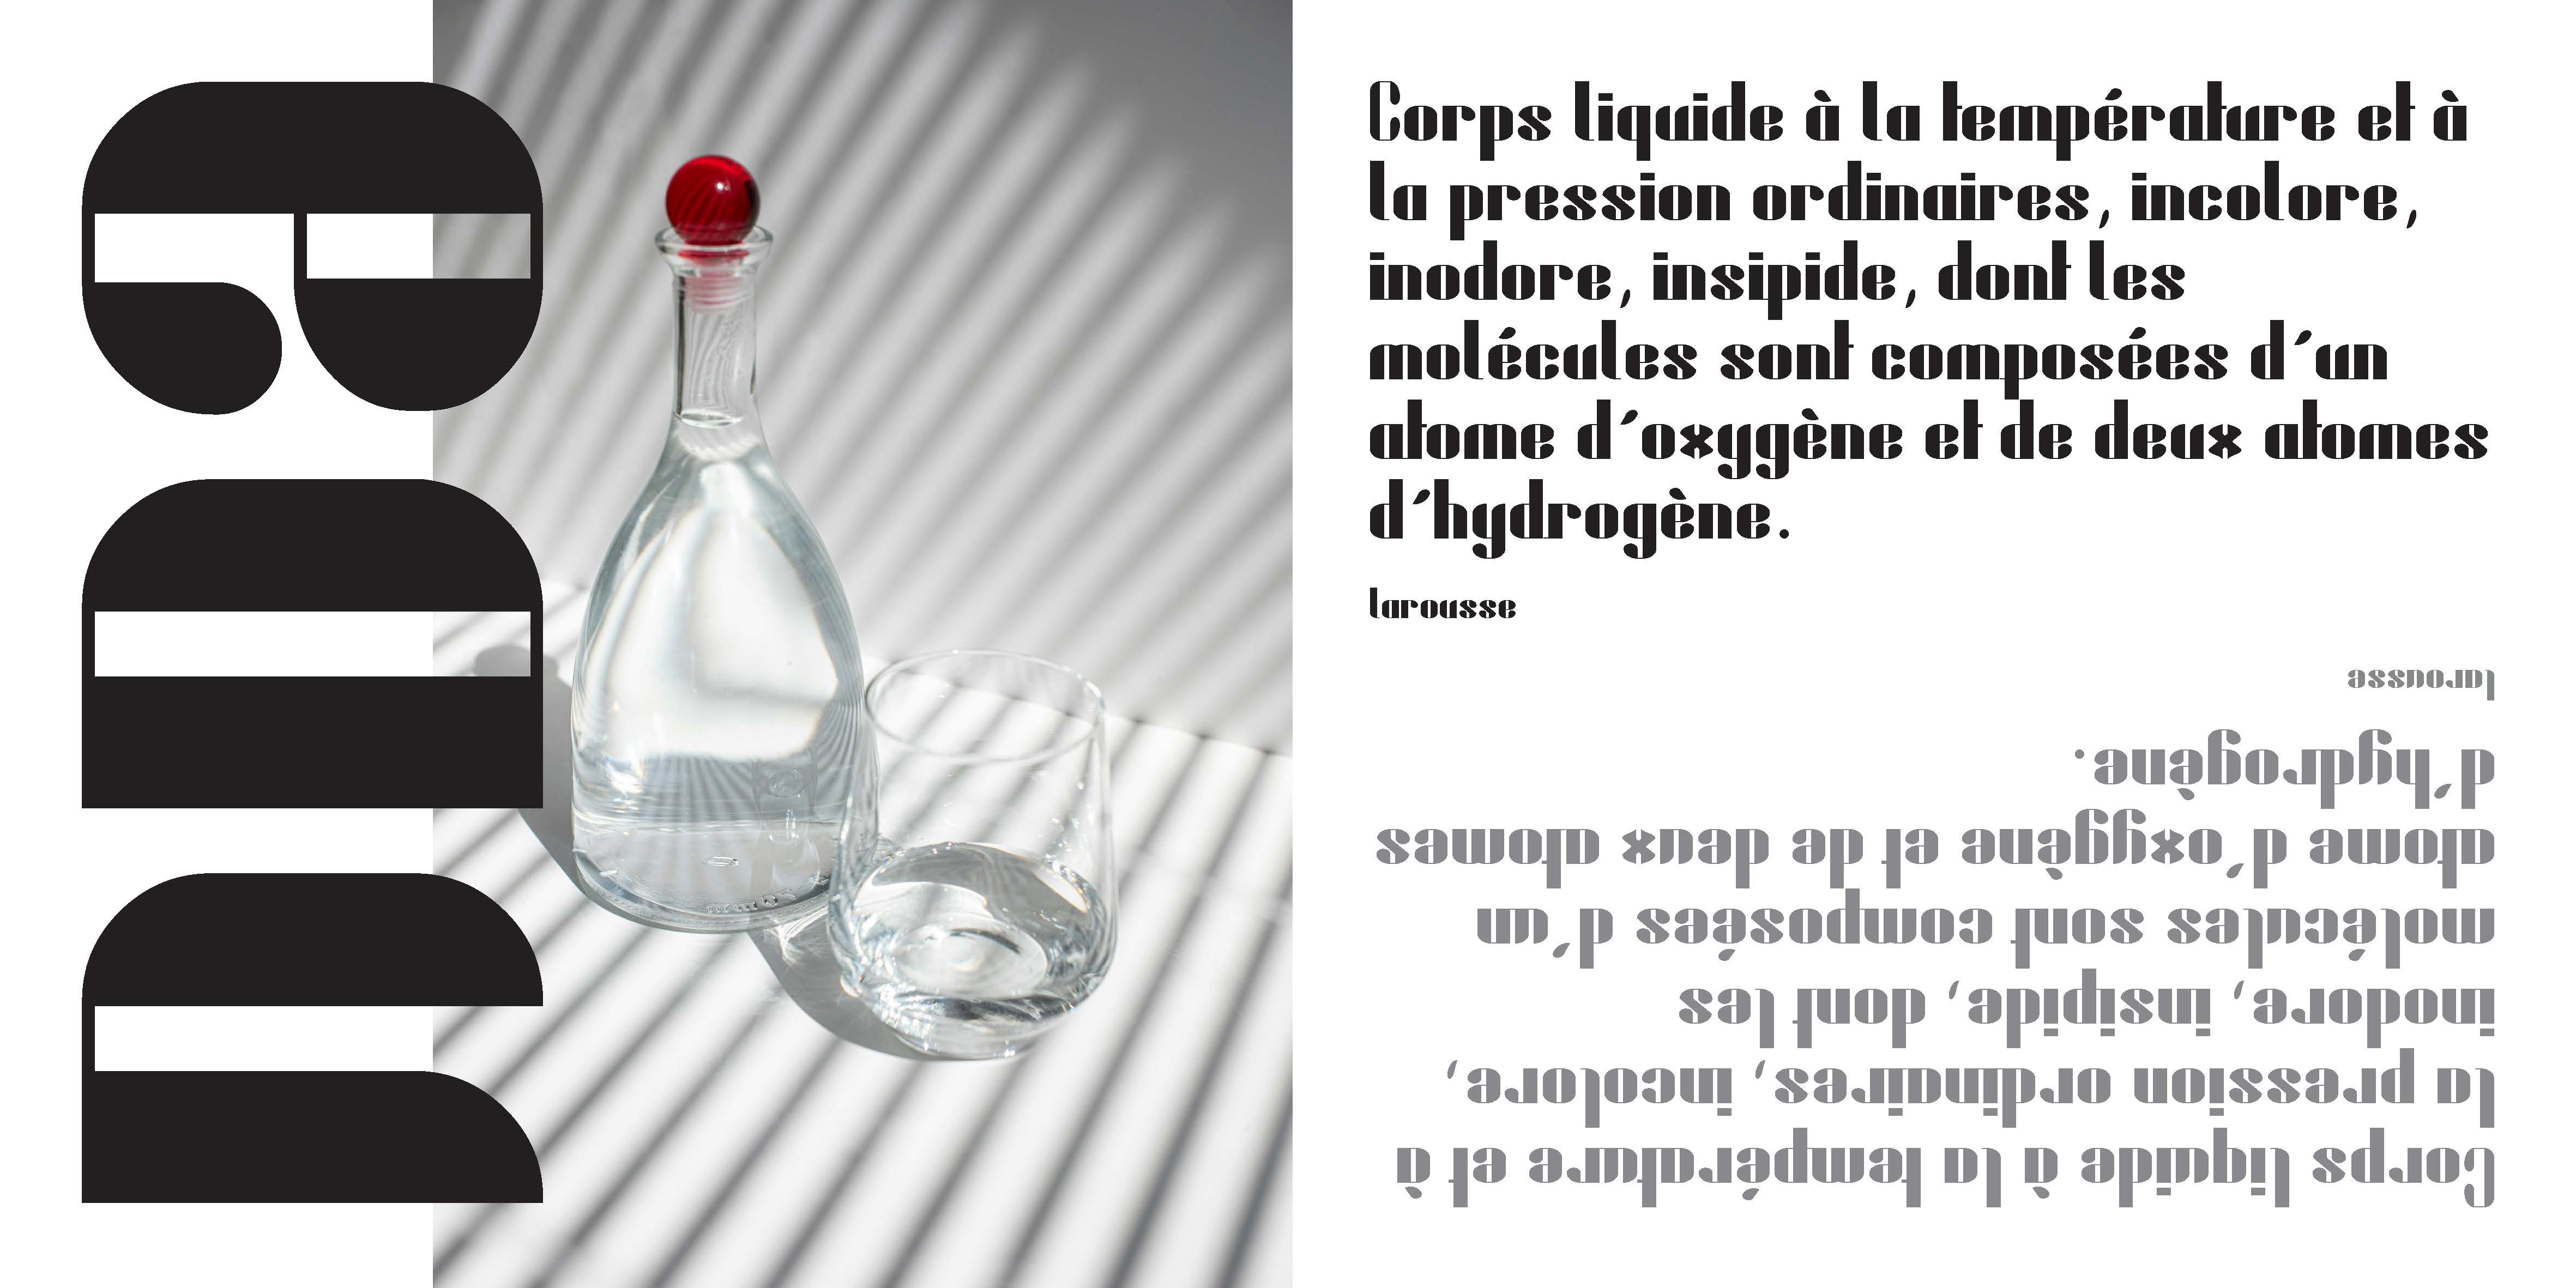 eau
Corps liquide à la température et à
la pression ordinaires, incolore,
inodore, insipide, dont les
molécules sont composées d´un
atome d´oxygène et de deux atomes
d´hydrogène.
larousse
Corps liquide à la température et à
la pression ordinaires, incolore,
inodore, insipide, dont les
molécules sont composées d´un
atome d´oxygène et de deux atomes
d´hydrogène.
larousse